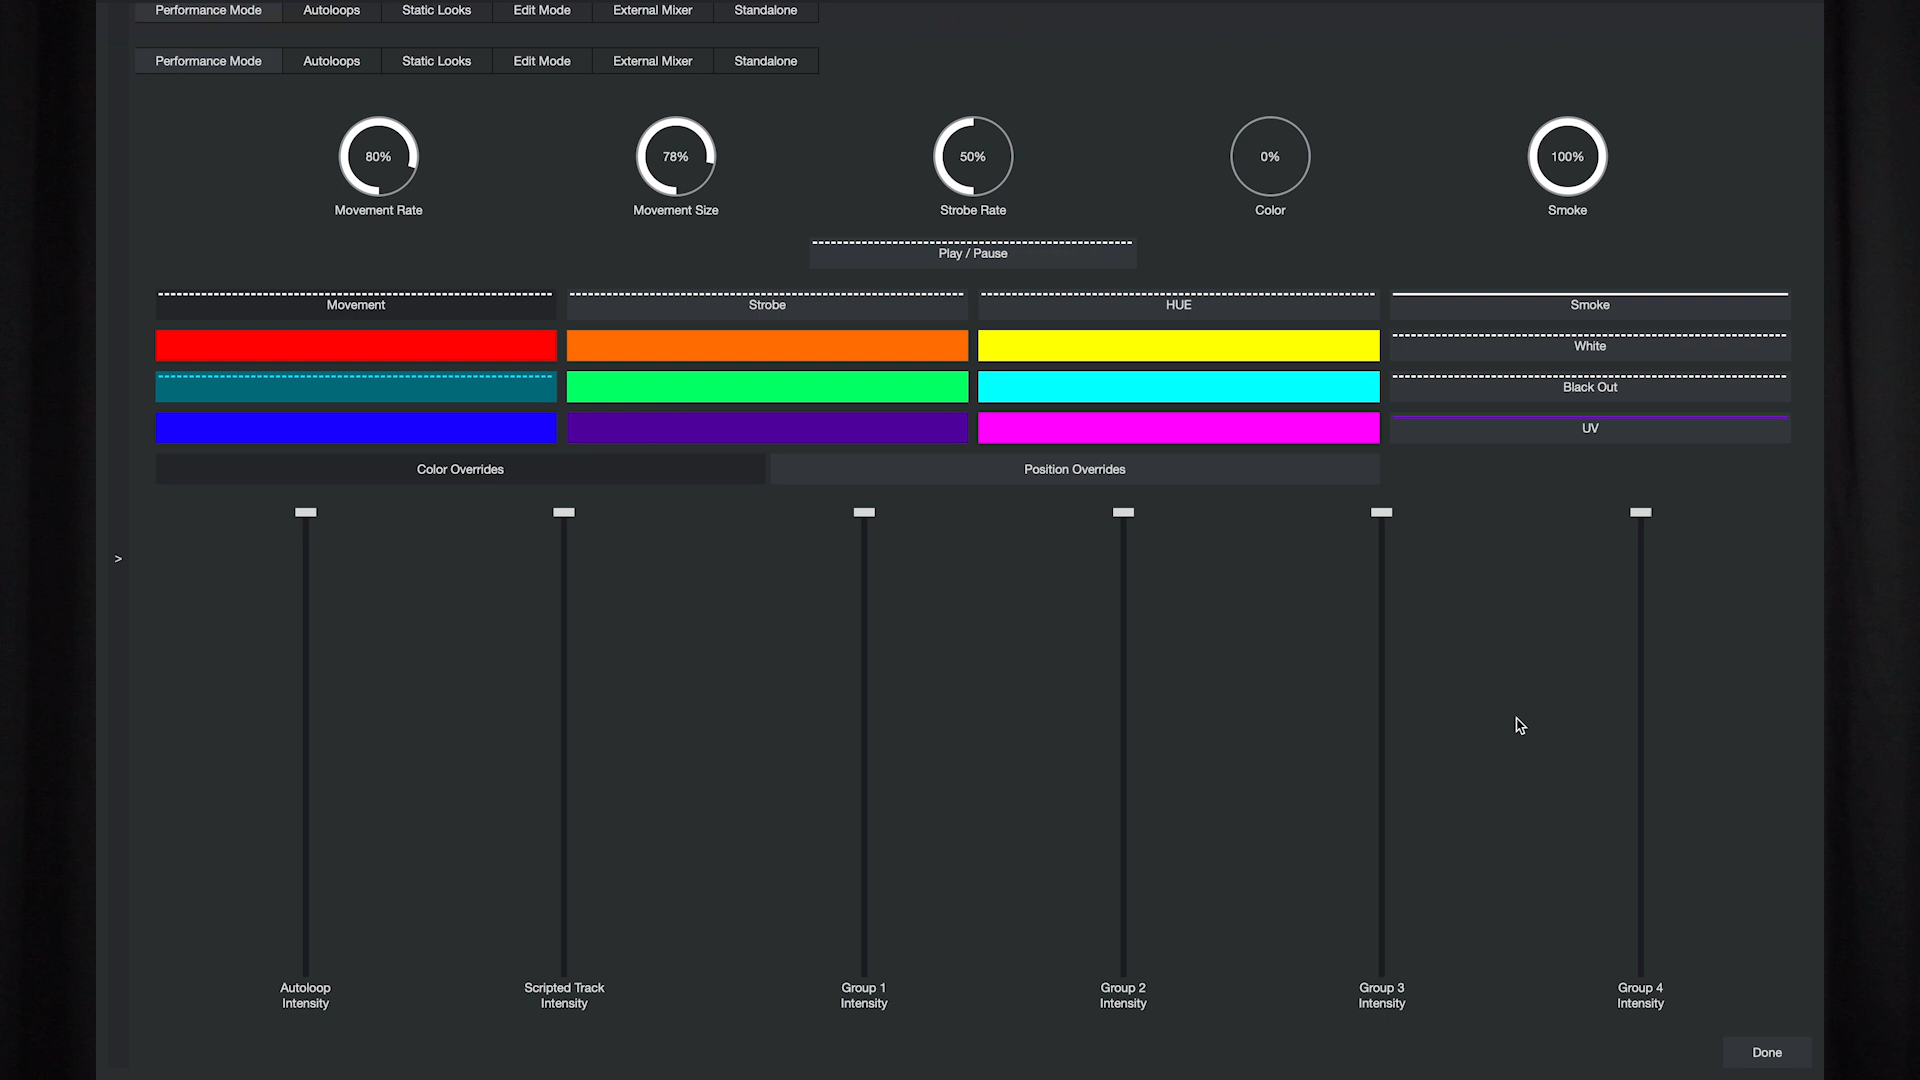 Performance Mode Autoloops Static Looks Edit Mode External Mixer Standalone
Performance Mode Autoloops Static Looks Edit Mode External Mixer Standalone
80% 78% 50% 0% 100%
Movement Rate Movement Size Strobe Rate Color Smoke
Play / Pause
Movement Strobe HUE Smoke
White
Black Out
UV
Color Overrides Position Overrides
>
Autoloop Intensity
Scripted Track Intensity
Group 1 Intensity
Group 2 Intensity
Group 3 Intensity
Group 4 Intensity
Done